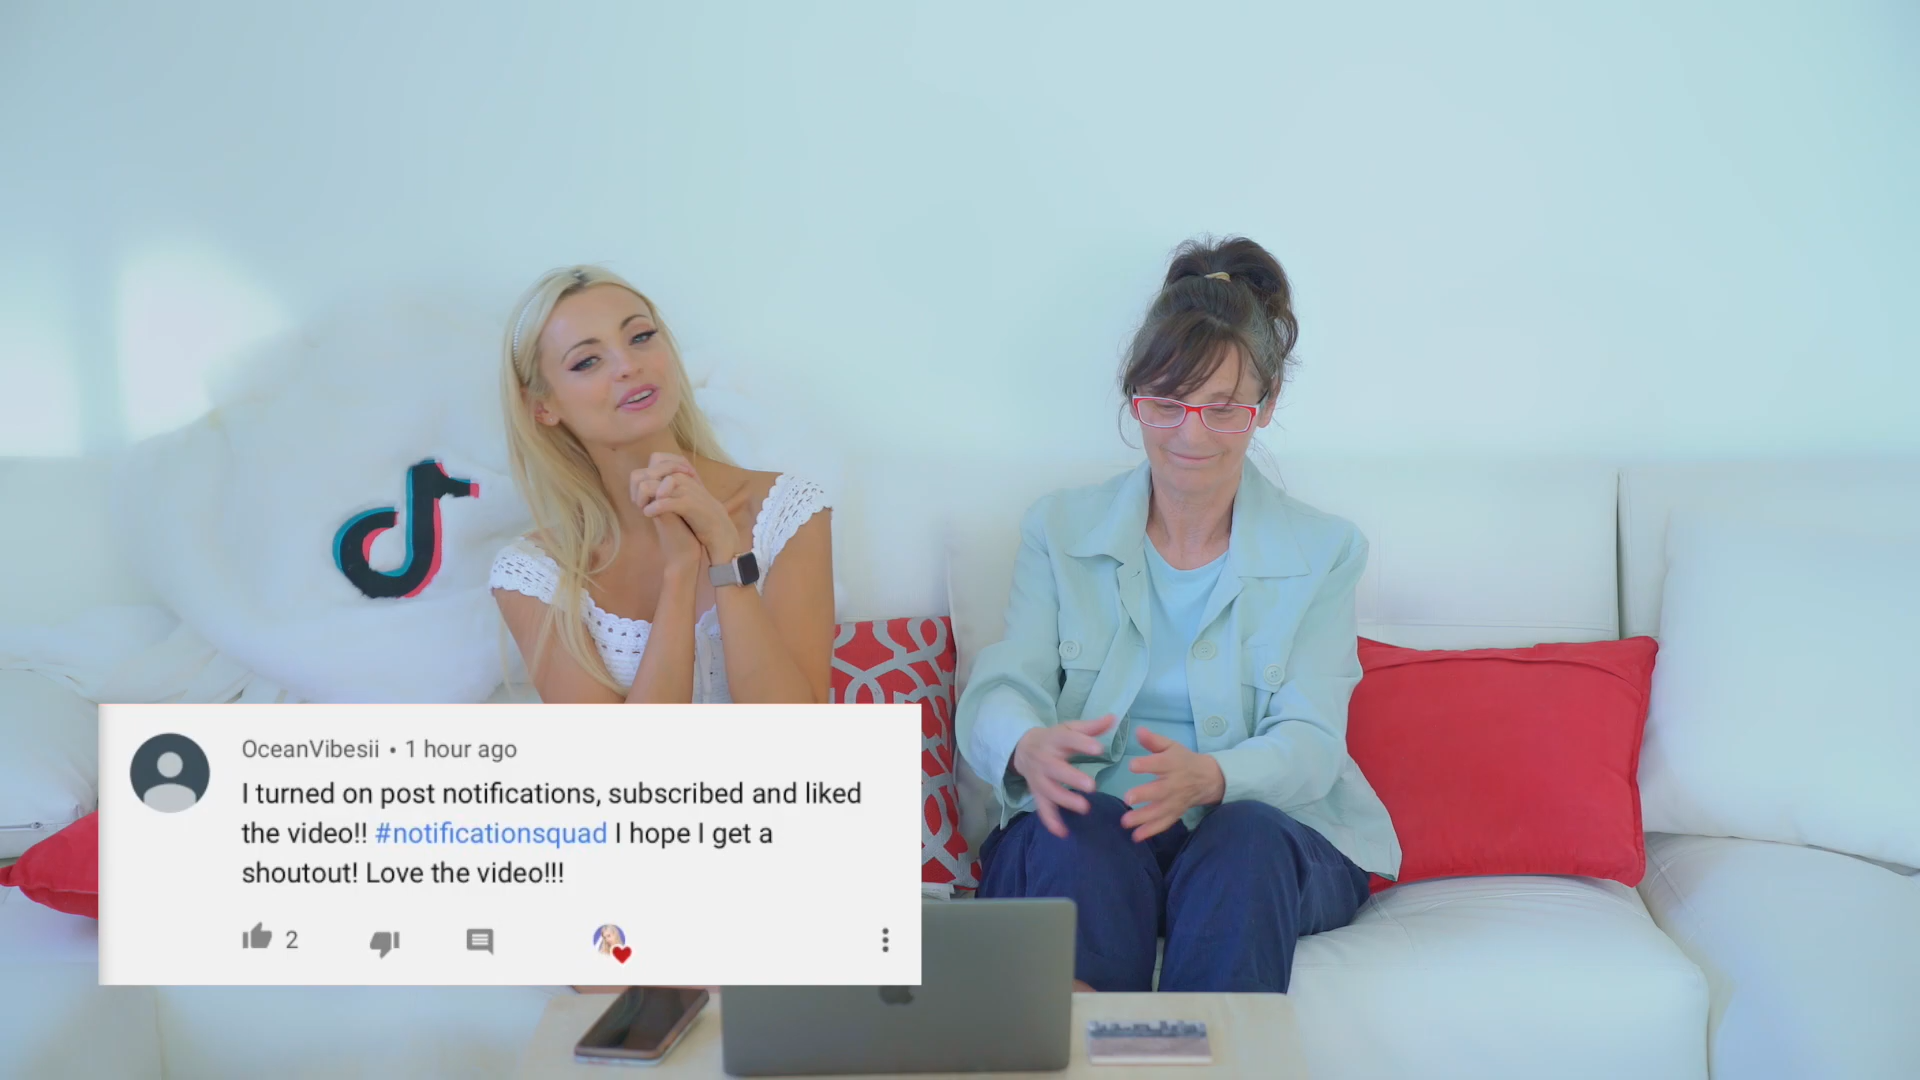 OceanVibesii • 1 hour ago
I turned on post notifications, subscribed and liked
the video!! #notificationsquad I hope I get a
shoutout! Love the video!!!
2